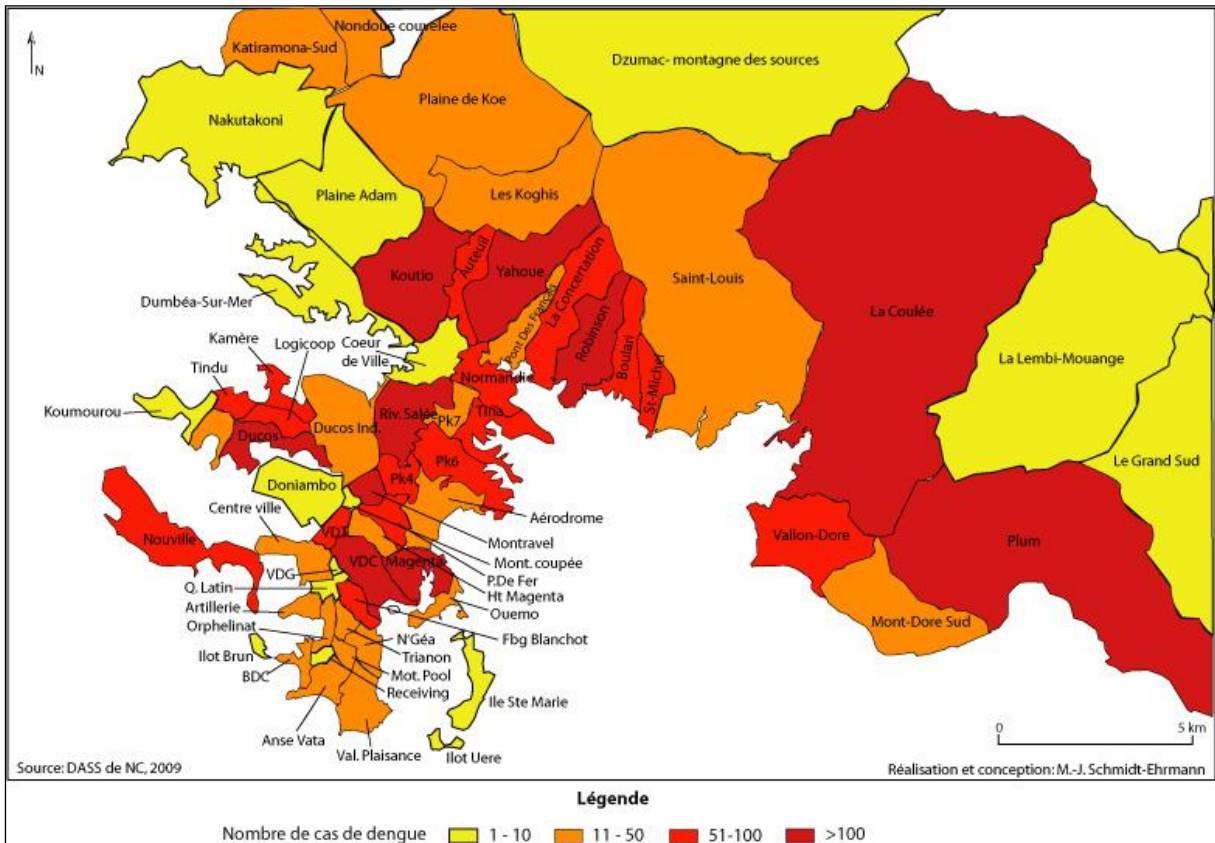 Nondoue couvelee
Katiramona-Sud
N
Dzumac- montagne des sources
Plaine de Koe
Nakutakoni
Plaine Adam
Les Koghis
Auteuil
Koutio
Yahoue
La Concertation
Saint-Louis
Pont Des Français
La Coulée
Dumbéa-Sur-Mer
Robinson
Kamère
Logicoop
Coeur
de Ville
Boulari
St-Michel
La Lembi-Mouange
Tindu
Normandie
Koumourou
Riv. Salée
Tina
Pk7
Ducos
Ducos Ind.
Pk6
Le Grand Sud
Pk4
Doniambo
Centre ville
Aérodrome
Nouville
VDT
Montravel
Vallon-Dore
Plum
VDC
Magenta
Mont. coupée
VDG
P.De Fer
Q. Latin
Ht Magenta
Artillerie
Ouemo
Mont-Dore Sud
Orphelinat
N'Géa
Fbg Blanchot
Ilot Brun
Trianon
BDC
Mot. Pool
Receiving
Ile Ste Marie
Anse Vata
Val. Plaisance
Ilot Uere
0 5 km
Source: DASS de NC, 2009
Réalisation et conception: M.-J. Schmidt-Ehrmann
Légende
Nombre de cas de dengue 1 - 10 11 - 50 51-100 >100